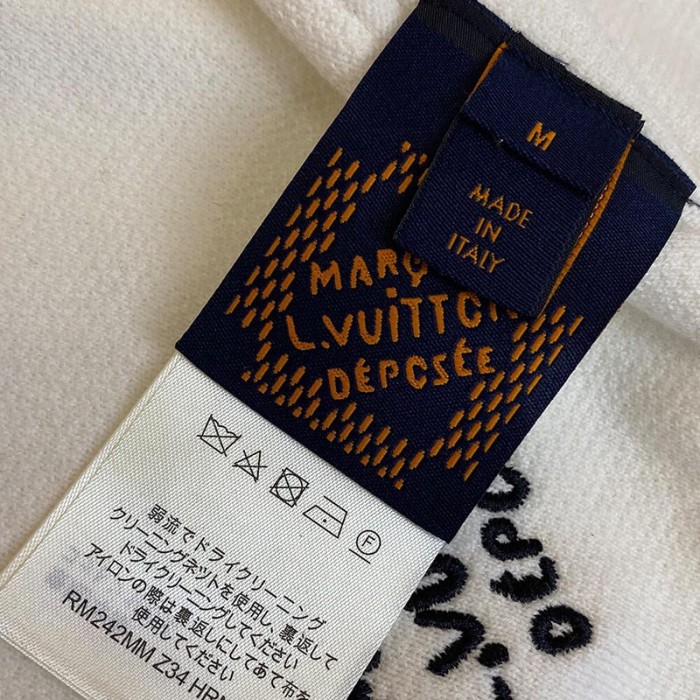 M
MADE
IN
ITALY
MARQ
L.VUiTTON
DÉPOSÉE
F
弱流でドライクリーニング
クリーニングネットを使用し、裏返して
ドライクリーニングしてください
アイロンの際は裏返しにしてあて布を
使用してください
RM242MM Z34 HRN